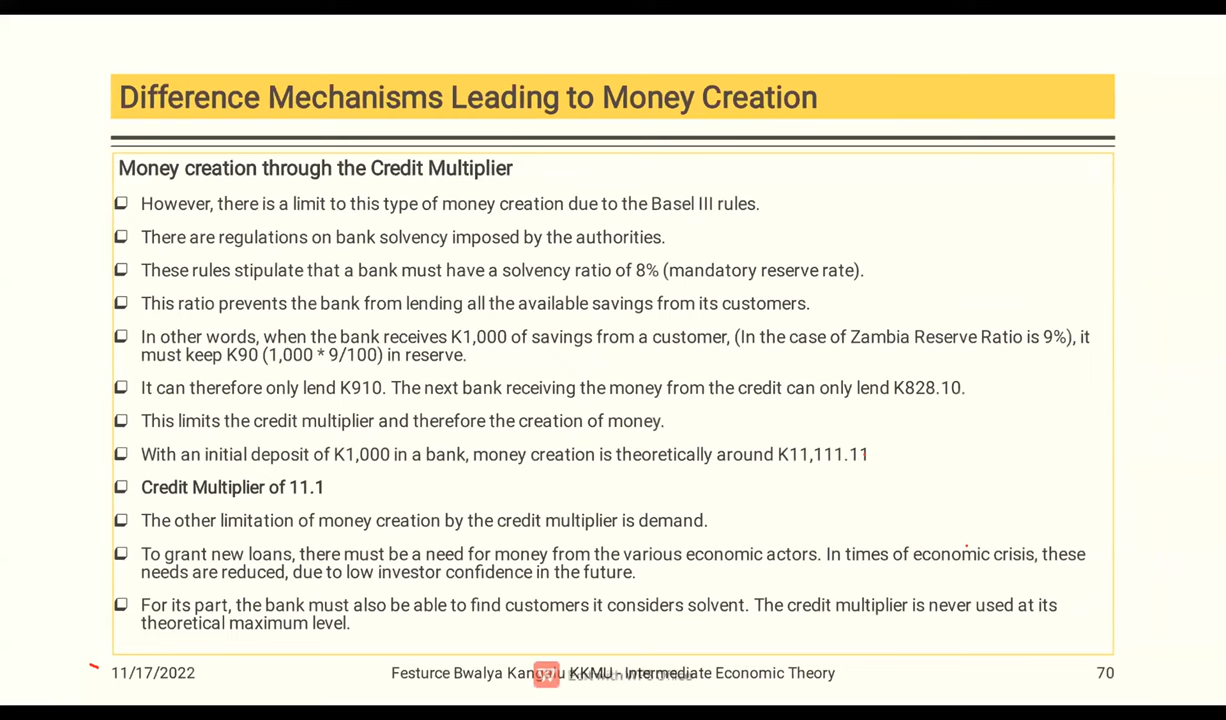 Difference Mechanisms Leading to Money Creation
Money creation through the Credit Multiplier
However, there is a limit to this type of money creation due to the Basel III rules.
There are regulations on bank solvency imposed by the authorities.
These rules stipulate that a bank must have a solvency ratio of 8% (mandatory reserve rate).
This ratio prevents the bank from lending all the available savings from its customers.
In other words, when the bank receives K1,000 of savings from a customer, (In the case of Zambia Reserve Ratio is 9%), it
must keep K90 (1,000 * 9/100) in reserve.
It can therefore only lend K910. The next bank receiving the money from the credit can only lend K828.10.
This limits the credit multiplier and therefore the creation of money.
With an initial deposit of K1,000 in a bank, money creation is theoretically around K11,111.11
Credit Multiplier of 11.1
The other limitation of money creation by the credit multiplier is demand.
To grant new loans, there must be a need for money from the various economic actors. In times of economic crisis, these
needs are reduced, due to low investor confidence in the future.
For its part, the bank must also be able to find customers it considers solvent. The credit multiplier is never used at its
theoretical maximum level.
11/17/2022
Festurce Bwalya KKMU - Intermediate Economic Theory
70